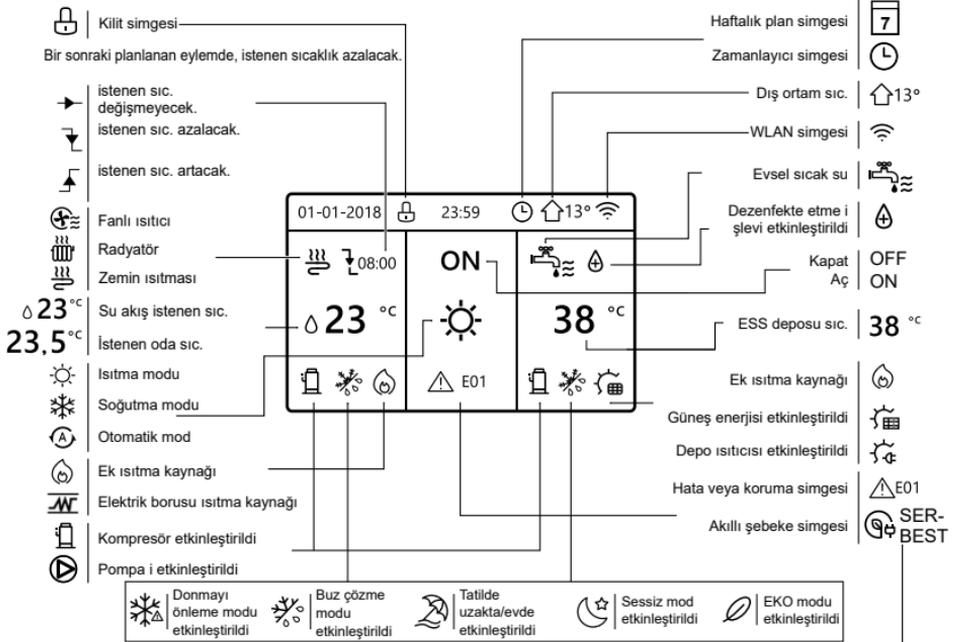 Kilit simgesi
Bir sonraki planlanan eylemde, istenen sıcaklık azalacak.
istenen sıc.
değişmeyecek.
istenen sıc. azalacak.
istenen sıc. artacak.
Fanlı ısıtıcı
Radyatör
Zemin ısıtması
23 °C
Su akış istenen sıc.
23,5°C
İstenen oda sıc.
Isıtma modu
Soğutma modu
A
Otomatik mod
Ek ısıtma kaynağı
Elektrik borusu ısıtma kaynağı
Kompresör etkinleştirildi
Pompa i etkinleştirildi
01-01-2018 23:59 13°
08:00
ON
23 °C
38 °C
E01
Haftalık plan simgesi
7
Zamanlayıcı simgesi
Dış ortam sıc.
13°
WLAN simgesi
Evsel sıcak su
Dezenfekte etme i
şlevi etkinleştirildi
Kapat OFF
Aç ON
ESS deposu sıc.
38 °C
Ek ısıtma kaynağı
Güneş enerjisi etkinleştirildi
Depo ısıtıcısı etkinleştirildi
Hata veya koruma simgesi
E01
Akıllı şebeke simgesi
SER-
BEST
Donmayı
önleme modu
etkinleştirildi
Buz çözme
modu
etkinleştirildi
Tatilde
uzakta/evde
etkinleştirildi
Sessiz mod
etkinleştirildi
EKO modu
etkinleştirildi